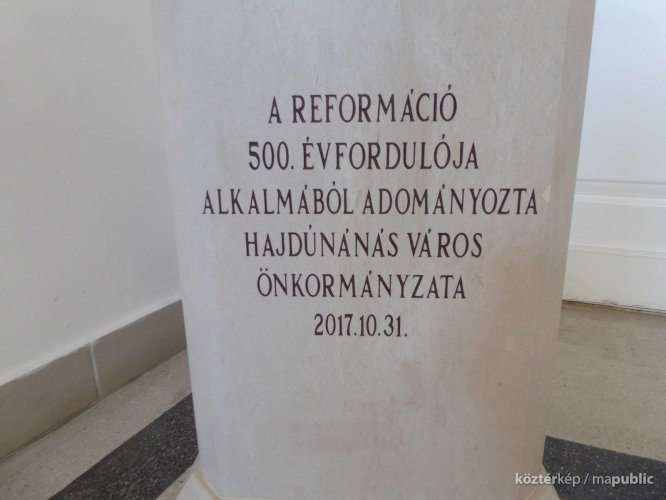 A REFORMÁCIÓ
500. ÉVFORDULÓJA
ALKALMÁBÓL ADOMÁNYOZTA
HAJDÚNÁNÁS VÁROS
ÖNKORMÁNYZATA
2017.10.31.
köztérkép / mapublic